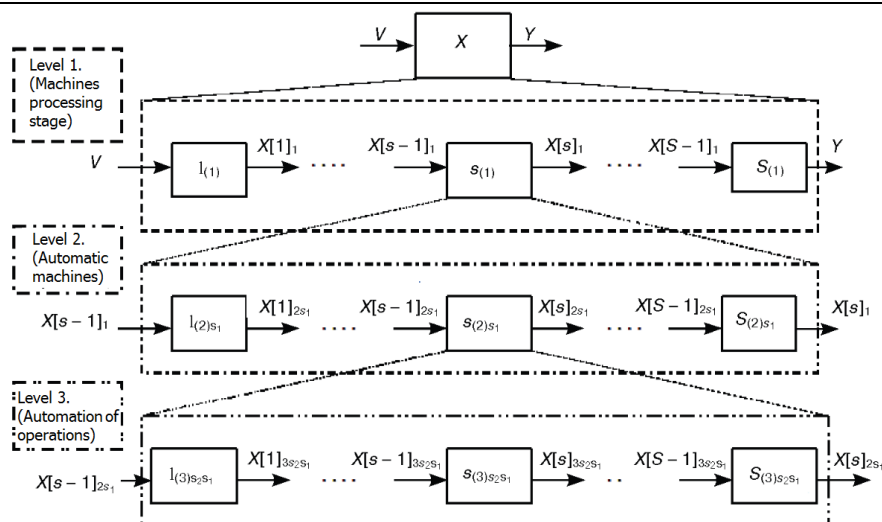 V
X
Y
Level 1.
(Machines
processing
stage)
V
1(1)
X[1]1
....
X[s – 1]1
s(1)
X[s]1
....
X[S – 1]1
S(1)
Y
Level 2.
(Automatic
machines)
X[s – 1]1
1(2)s1
X[1]2s1
....
X[s – 1]2s1
s(2)s1
X[s]2s1
....
X[S – 1]2s1
S(2)s1
X[s]1
Level 3.
(Automation of
operations)
X[s – 1]2s1
1(3)s2s1
X[1]3s2s1
....
X[s – 1]3s2s1
s(3)s2s1
X[s]3s2s1
..
X[S – 1]3s2s1
S(3)s2s1
X[s]2s1